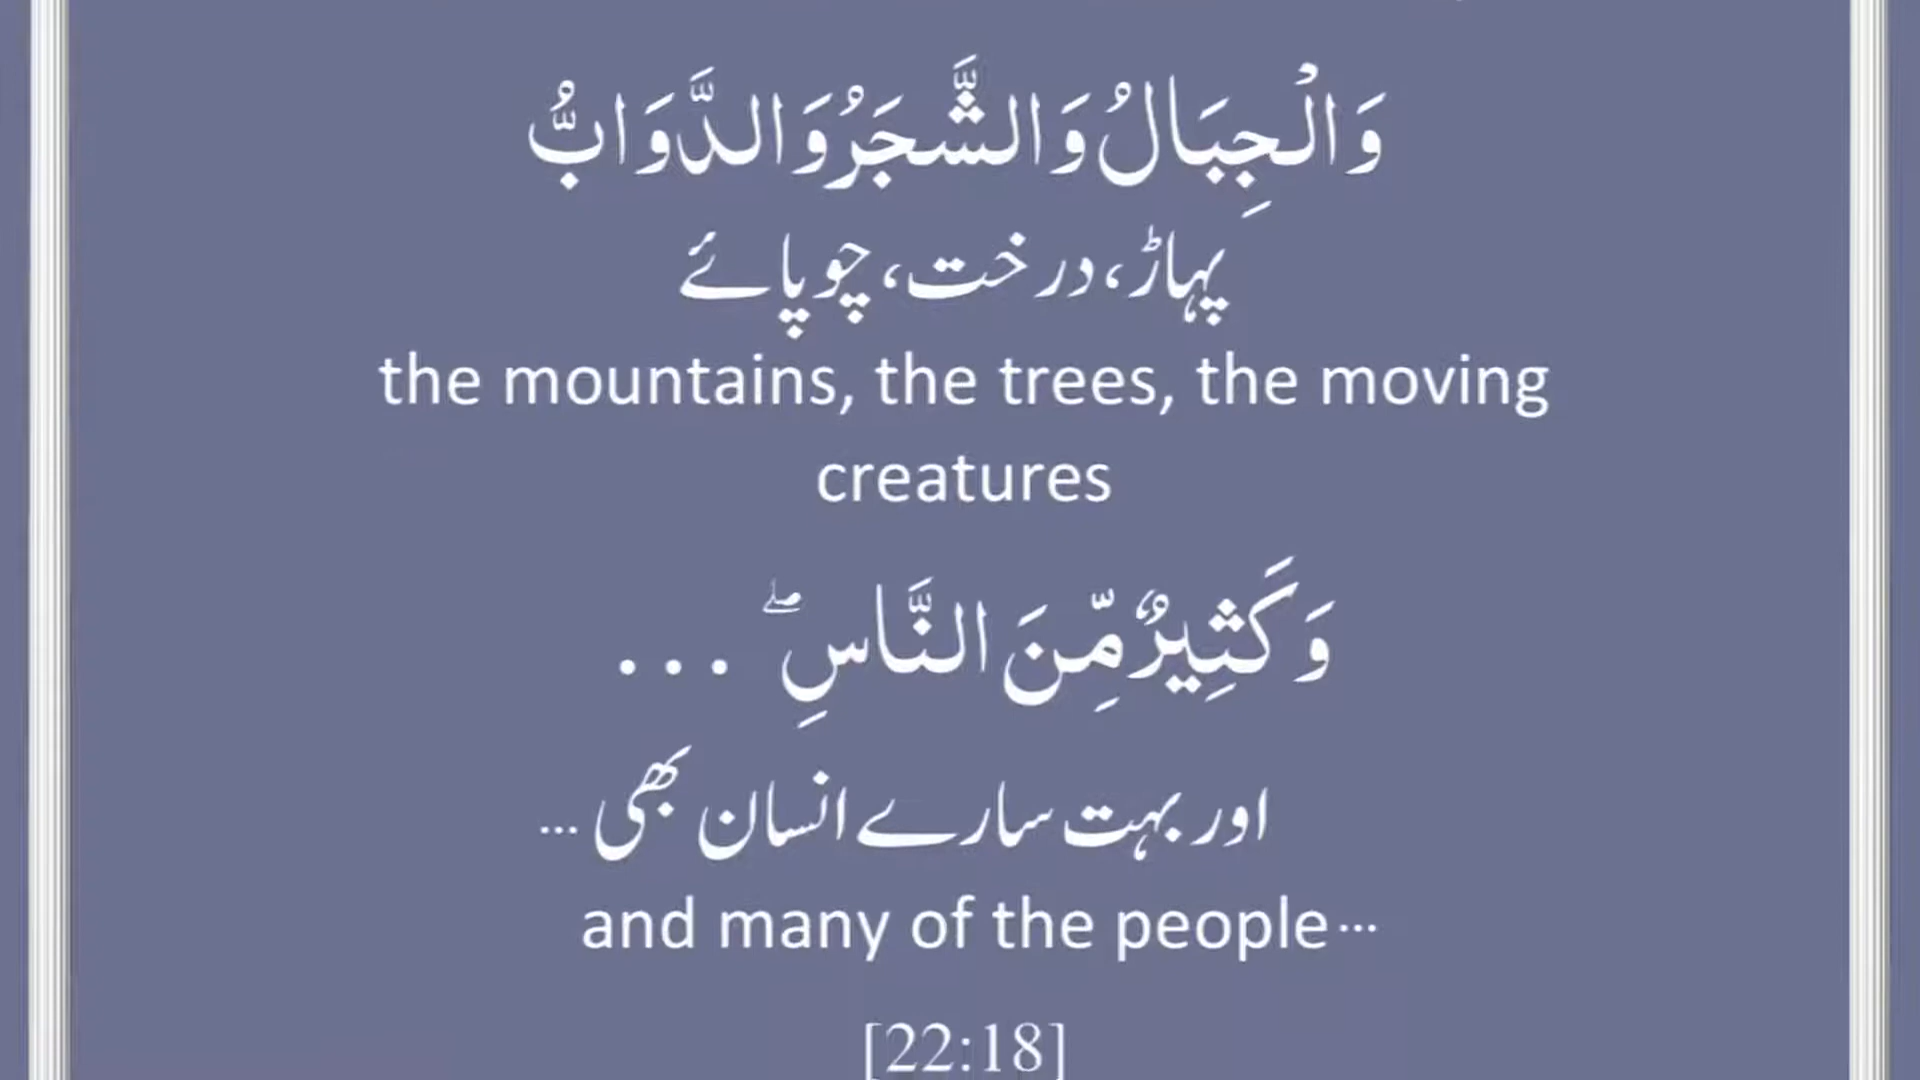 وَالْجِبَالُ وَالشَّجَرُ وَالدَّوَابُّ
پہاڑ، درخت، چوپائے
the mountains, the trees, the moving
creatures
وَكَثِيرٌ مِّنَ النَّاسِ ۖ ...
اور بہت سارے انسان بھی ...
and many of the people...
[22:18]